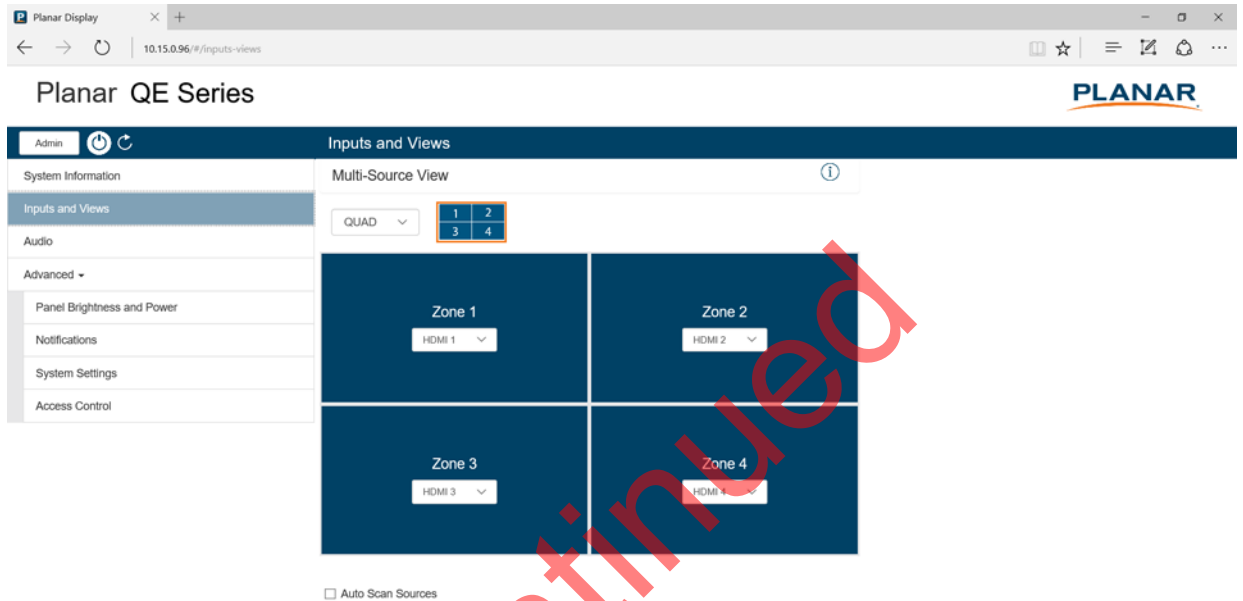 Planar Display
10.15.0.96/#/inputs-views
Planar QE Series
PLANAR
Admin
Inputs and Views
System Information
Multi-Source View
Inputs and Views
QUAD
1 2
3 4
Audio
Advanced
Panel Brightness and Power
Notifications
System Settings
Access Control
Zone 1
HDMI 1
Zone 2
HDMI 2
Zone 3
HDMI 3
Zone 4
HDMI 4
Auto Scan Sources
tinued